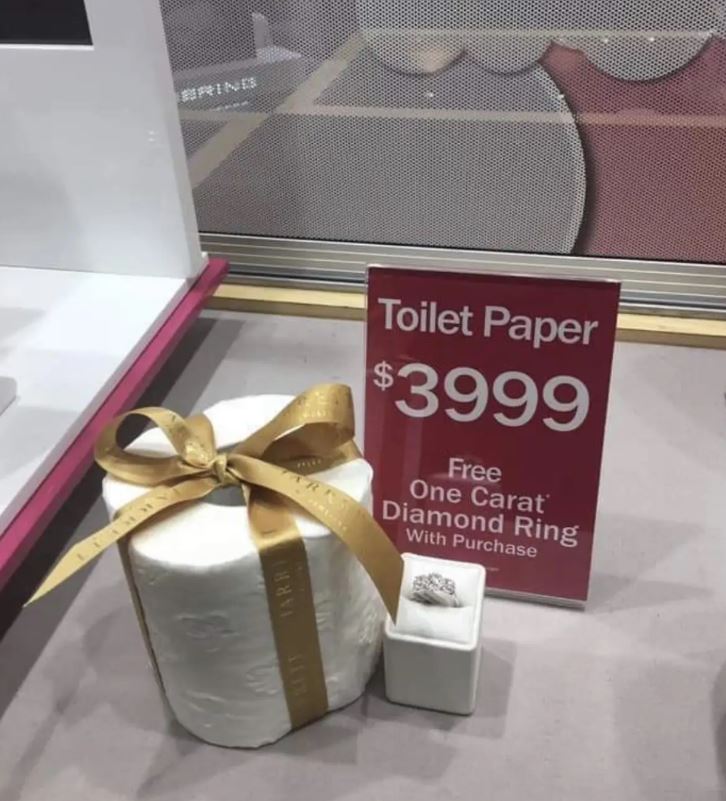 Toilet Paper
$3999
Free
One Carat*
Diamond Ring
With Purchase